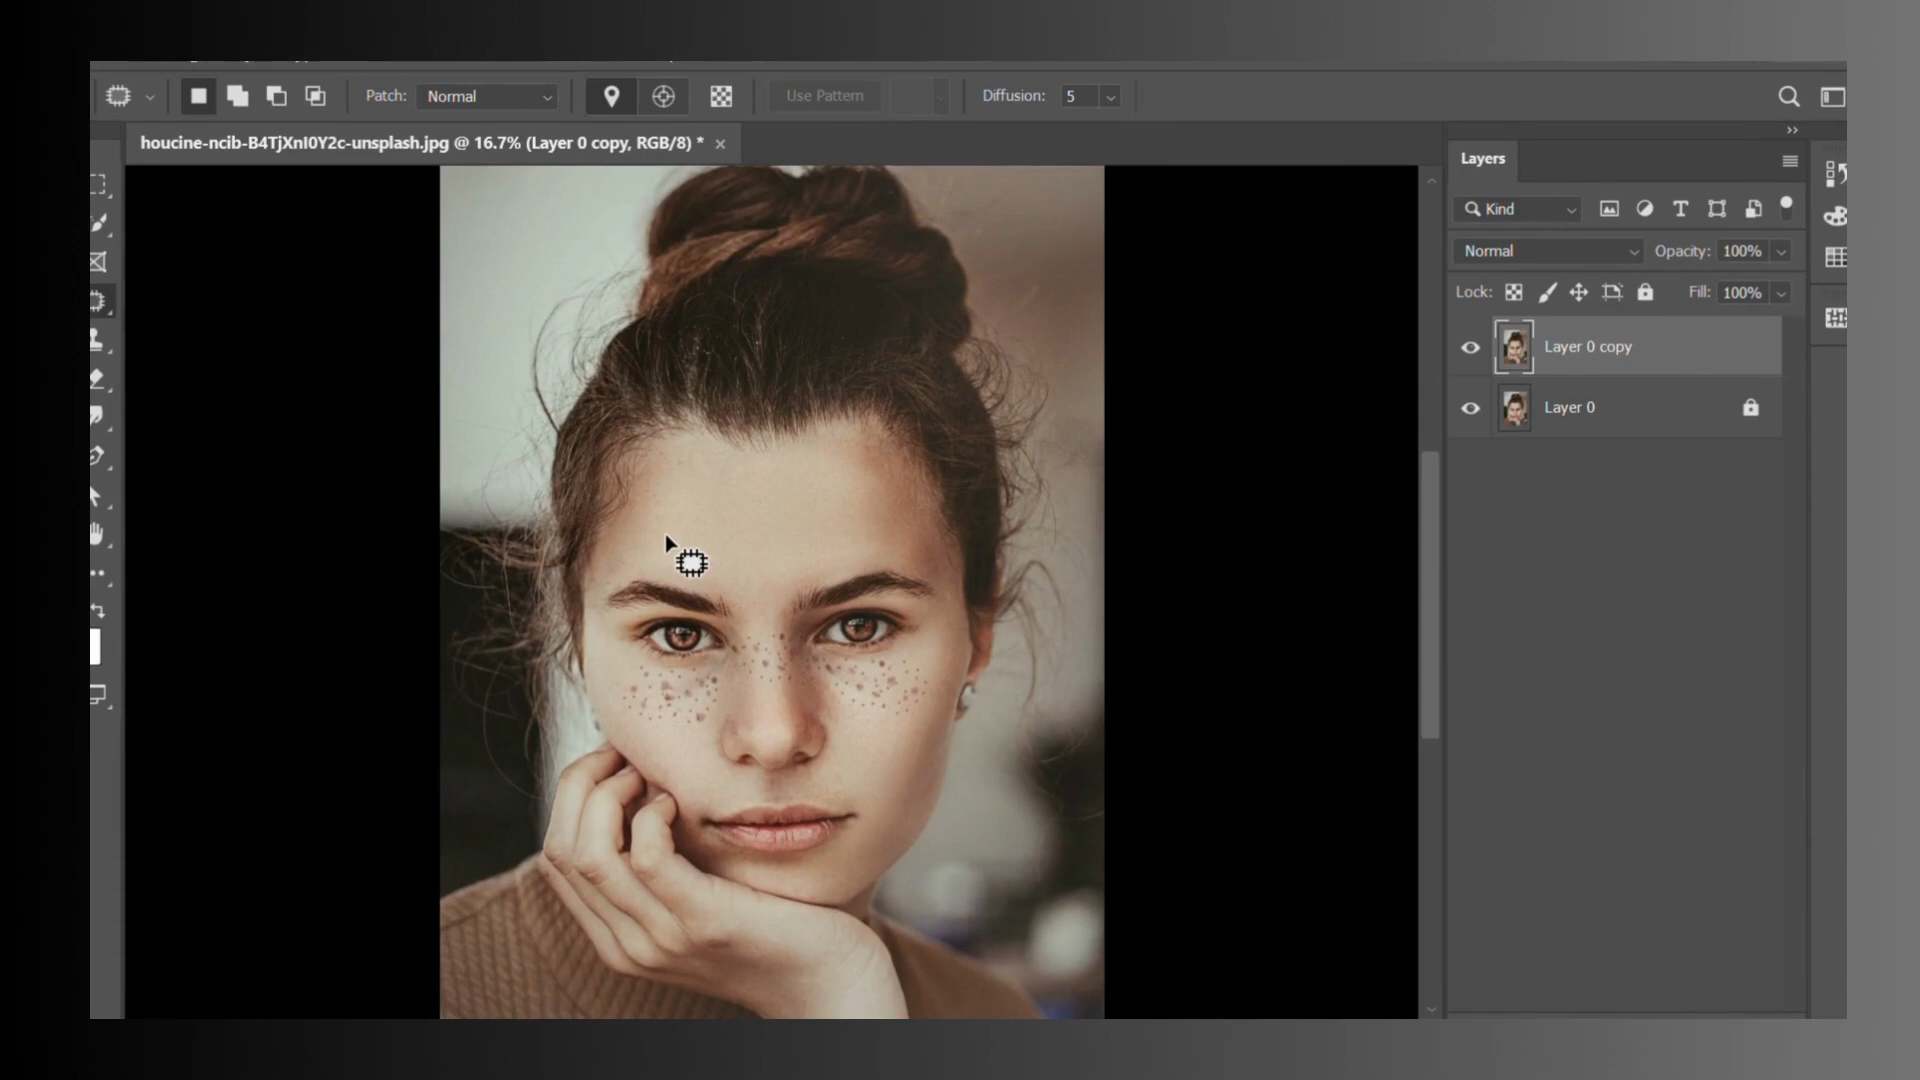 Patch: Normal Use Pattern Diffusion: 5
houcine-ncib-B4TjXnI0Y2c-unsplash.jpg @ 16.7% (Layer 0 copy, RGB/8) *
Layers
Kind
Normal Opacity: 100%
Lock: Fill: 100%
Layer 0 copy
Layer 0